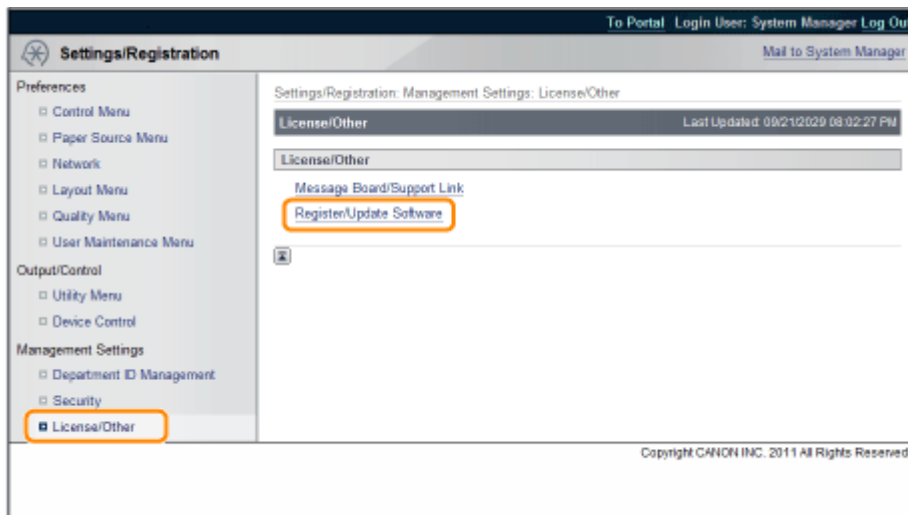 To Portal Login User: System Manager Log Ou
Settings/Registration
Mail to System Manager
Preferences
Control Menu
Paper Source Menu
Network
Layout Menu
Quality Menu
User Maintenance Menu
Output/Control
Utility Menu
Device Control
Management Settings
Department ID Management
Security
License/Other
Settings/Registration: Management Settings: License/Other
License/Other
Last Updated: 09/21/2029 08:02:27 PM
License/Other
Message Board/Support Link
Register/Update Software
Copyright CANON INC. 2011 All Rights Reserved